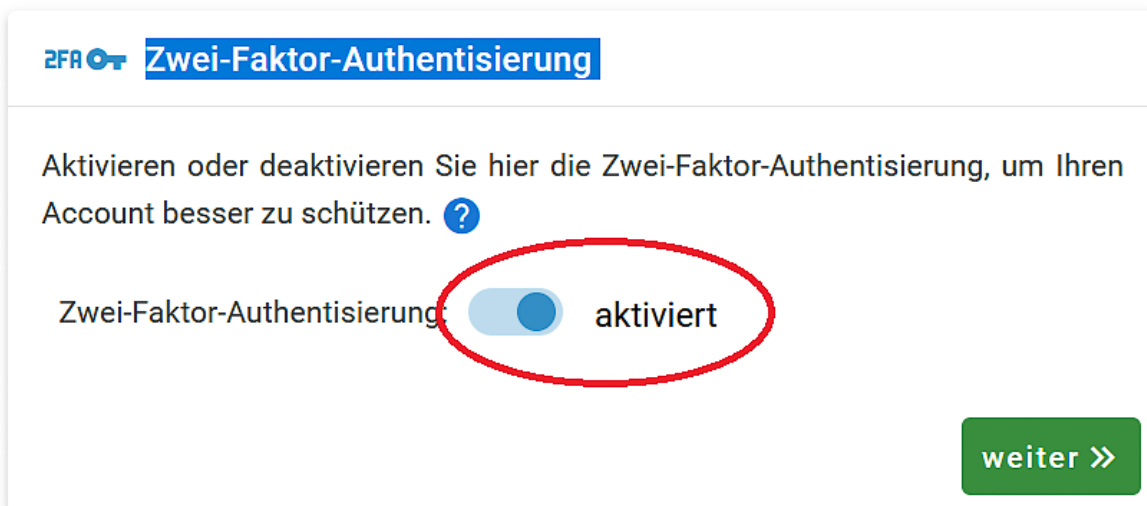 2FA Zwei-Faktor-Authentisierung
Aktivieren oder deaktivieren Sie hier die Zwei-Faktor-Authentisierung, um Ihren
Account besser zu schützen. ?
Zwei-Faktor-Authentisierung: aktiviert
weiter »